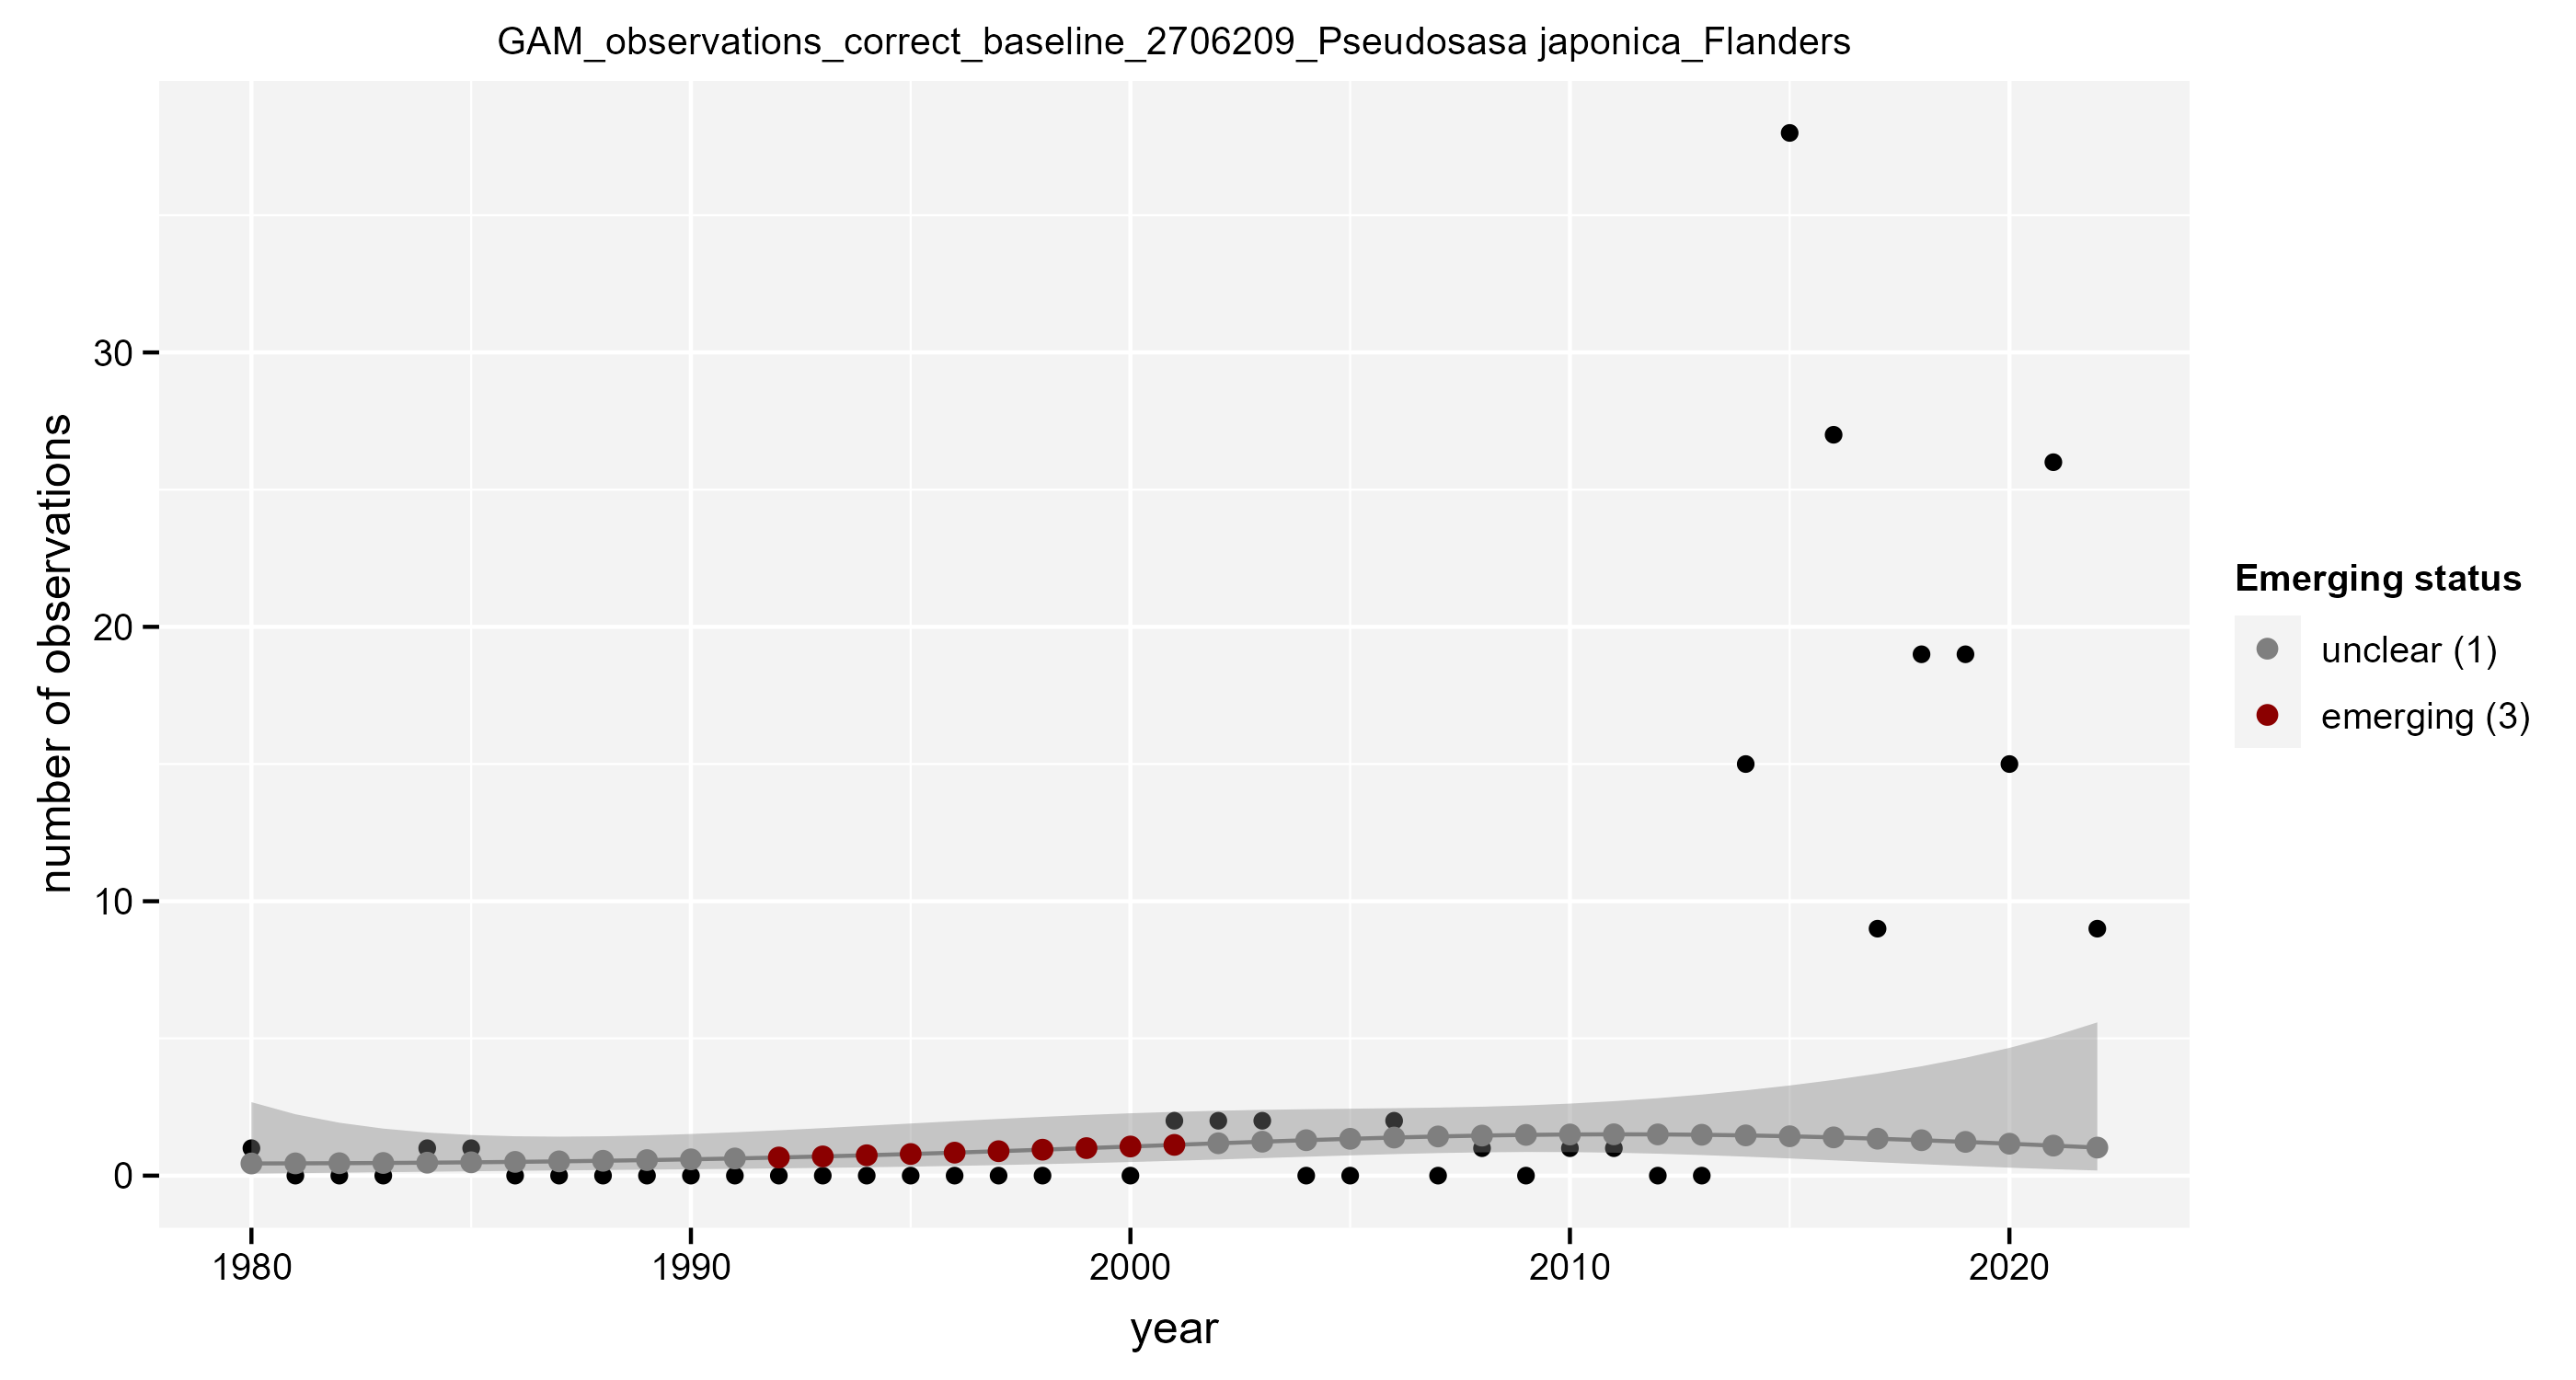 GAM_observations_correct_baseline_2706209_Pseudosasa japonica_Flanders
number of observations
30
20
10
0
1980 1990 2000 2010 2020
year
Emerging status
unclear (1)
emerging (3)